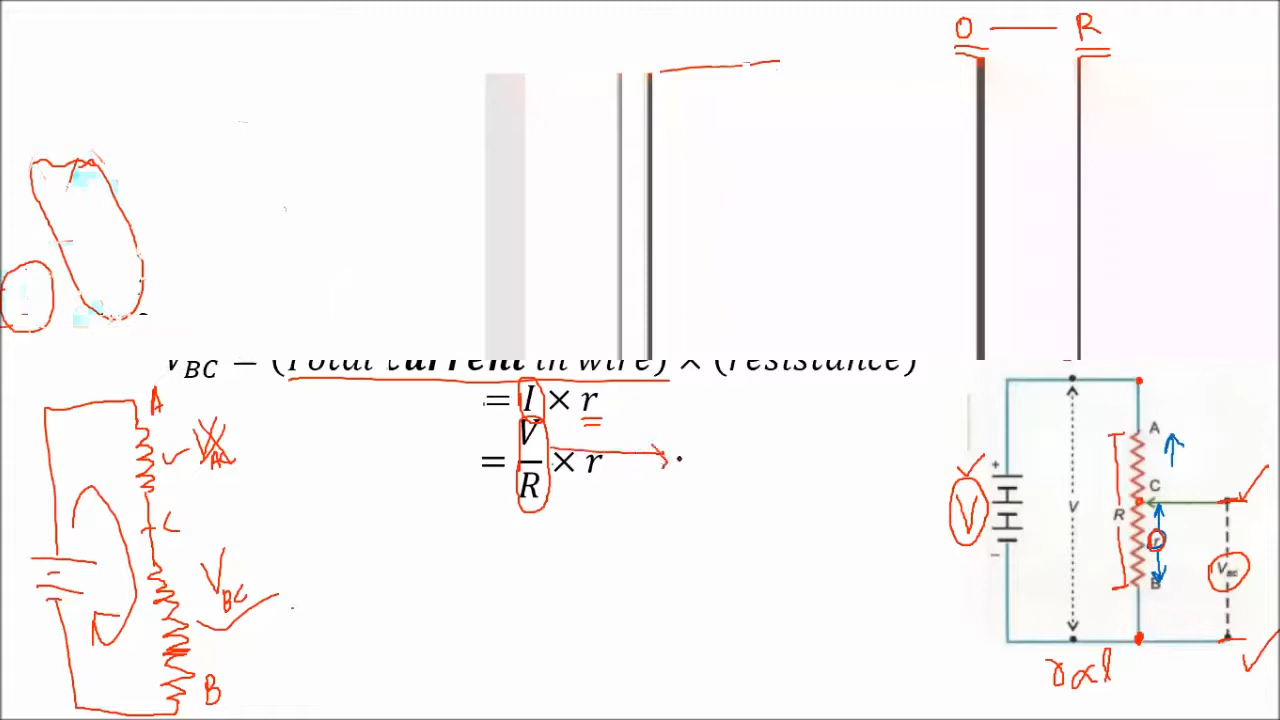 O — R
V_BC = (Total current in wire) × (resistance)
= I × r
= V/R × r
A
V_AC
C
V_BC
B
A
C
R
r
B
+
−
V
V
V_BC
r ∝ l